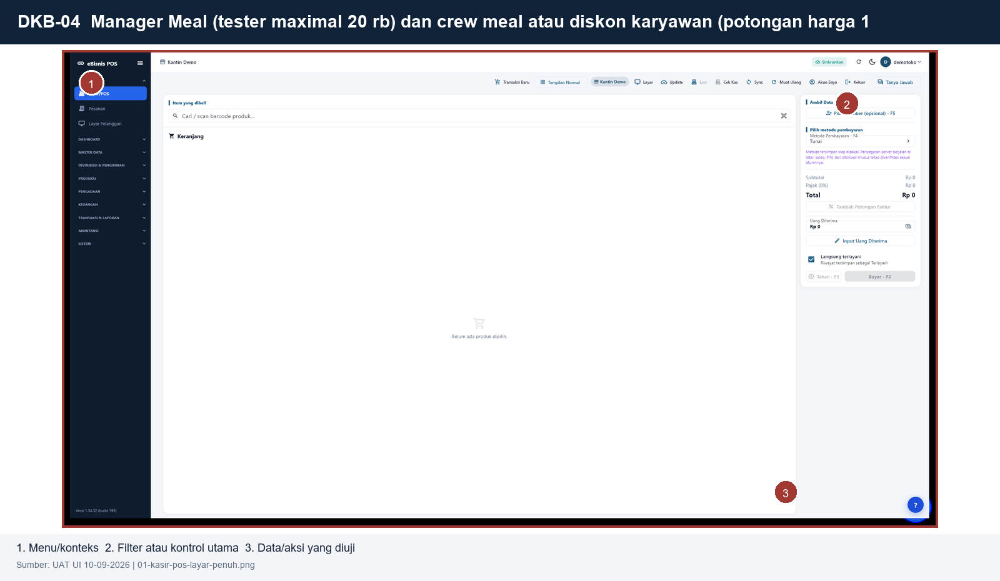 DKB-04 Manager Meal (tester maximal 20 rb) dan crew meal atau diskon karyawan (potongan harga 1
eBisnis POS
1
/POS
Pesanan
Layar Pelanggan
DASHBOARD
MASTER DATA
DISTRIBUSI & PENGIRIMAN
PRODUKSI
PENGADAAN
KEUANGAN
TRANSAKSI & LAPORAN
AKUNTANSI
SISTEM
Versi 1.34.32 (build 195)
Kantin Demo
Sinkronkan
D
demotoko
Transaksi Baru
Tampilan Normal
Kantin Demo
Layar
Update
Laci
Cek Kas
Sync
Muat Ulang
Akun Saya
Keluar
Tanya Jawab
Item yang dibeli
Cari / scan barcode produk...
Keranjang
Belum ada produk dipilih.
3
Ambil Data
2
(opsional) - F5
Pilih metode pembayaran
Metode Pembayaran - F4
Tunai
Metode tersimpan siap dipakai. Penyegaran server berjalan di
latar; saldo, PIN, dan otorisasi khusus tetap diverifikasi sesuai
aturannya.
Subtotal Rp 0
Pajak (0%) Rp 0
Total Rp 0
Tambah Potongan Faktur
Uang Diterima
Rp 0
Input Uang Diterima
Langsung terlayani
Riwayat tersimpan sebagai Terlayani
Tahan - F3
Bayar - F2
?
1. Menu/konteks 2. Filter atau kontrol utama 3. Data/aksi yang diuji
Sumber: UAT UI 10-09-2026 | 01-kasir-pos-layar-penuh.png